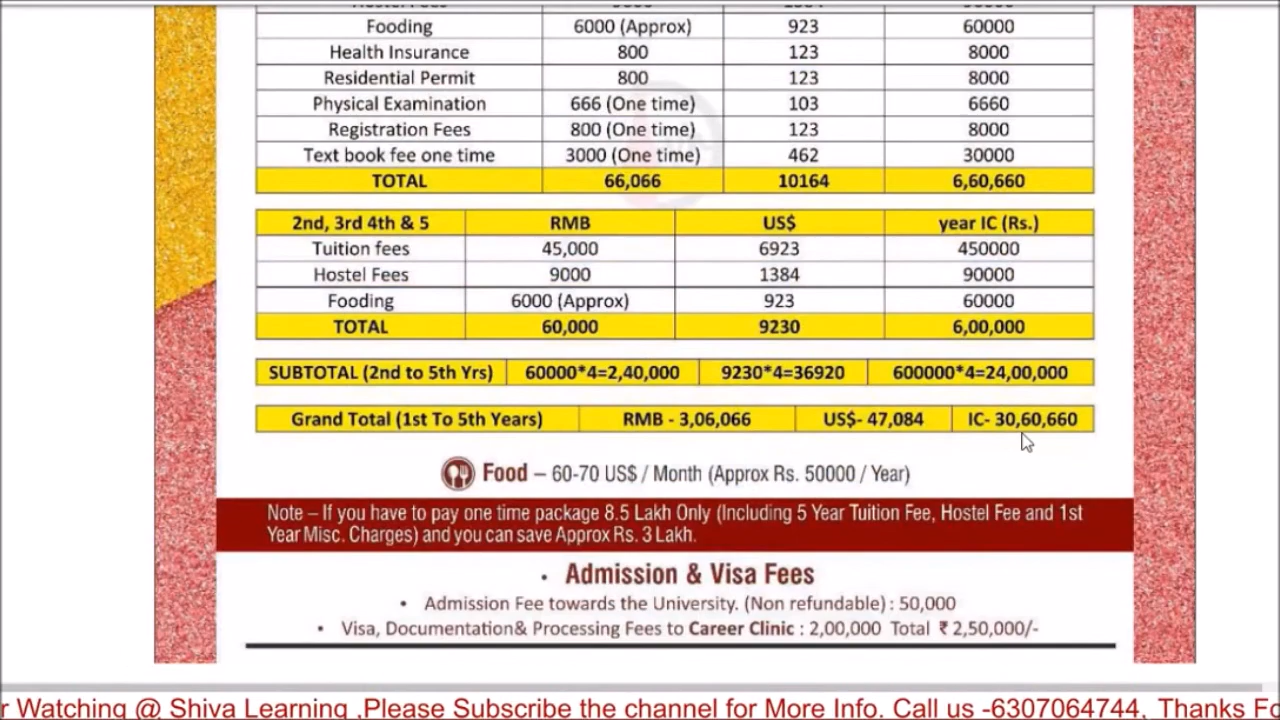 Fooding 6000 (Approx) 923 60000
Health Insurance 800 123 8000
Residential Permit 800 123 8000
Physical Examination 666 (One time) 103 6660
Registration Fees 800 (One time) 123 8000
Text book fee one time 3000 (One time) 462 30000
TOTAL 66,066 10164 6,60,660
2nd, 3rd 4th & 5 RMB US$ year IC (Rs.)
Tuition fees 45,000 6923 450000
Hostel Fees 9000 1384 90000
Fooding 6000 (Approx) 923 60000
TOTAL 60,000 9230 6,00,000
SUBTOTAL (2nd to 5th Yrs) 60000*4=2,40,000 9230*4=36920 600000*4=24,00,000
Grand Total (1st To 5th Years) RMB - 3,06,066 US$- 47,084 IC- 30,60,660
Food – 60-70 US$ / Month (Approx Rs. 50000 / Year)
Note – If you have to pay one time package 8.5 Lakh Only (Including 5 Year Tuition Fee, Hostel Fee and 1st
Year Misc. Charges) and you can save Approx Rs. 3 Lakh.
• Admission & Visa Fees
• Admission Fee towards the University. (Non refundable) : 50,000
• Visa, Documentation& Processing Fees to Career Clinic : 2,00,000 Total ₹ 2,50,000/-
r Watching @ Shiva Learning ,Please Subscribe the channel for More Info. Call us -6307064744, Thanks Fo